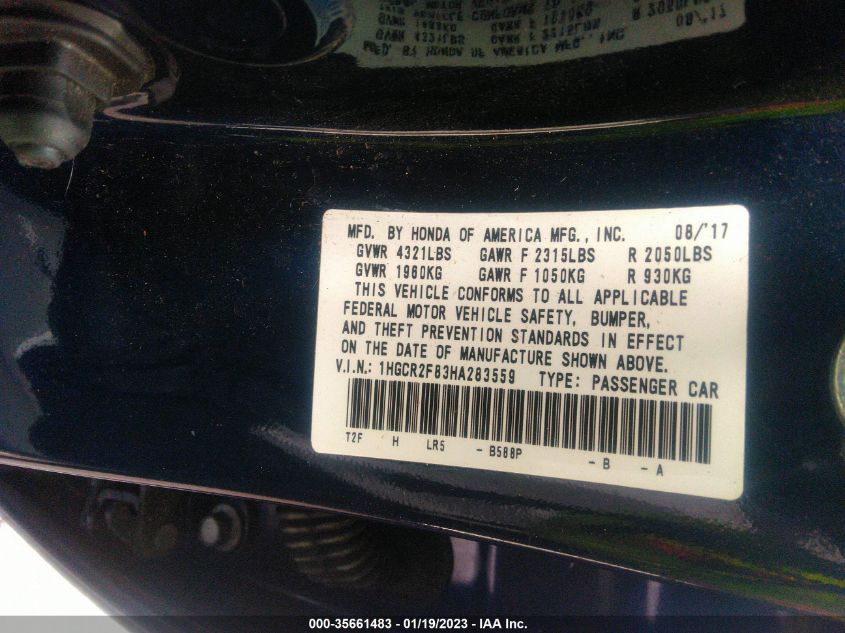 MFD. BY HONDA OF AMERICA MFG., INC. 08/'17
GVWR 4321LBS GAWR F 2315LBS R 2050LBS
GVWR 1960KG GAWR F 1050KG R 930KG
THIS VEHICLE CONFORMS TO ALL APPLICABLE
FEDERAL MOTOR VEHICLE SAFETY, BUMPER,
AND THEFT PREVENTION STANDARDS IN EFFECT
ON THE DATE OF MANUFACTURE SHOWN ABOVE.
V.I.N.: 1HGCR2F83HA283559 TYPE: PASSENGER CAR
T2F H LR5 - B588P - B - A
000-35661483 - 01/19/2023 - IAA Inc.